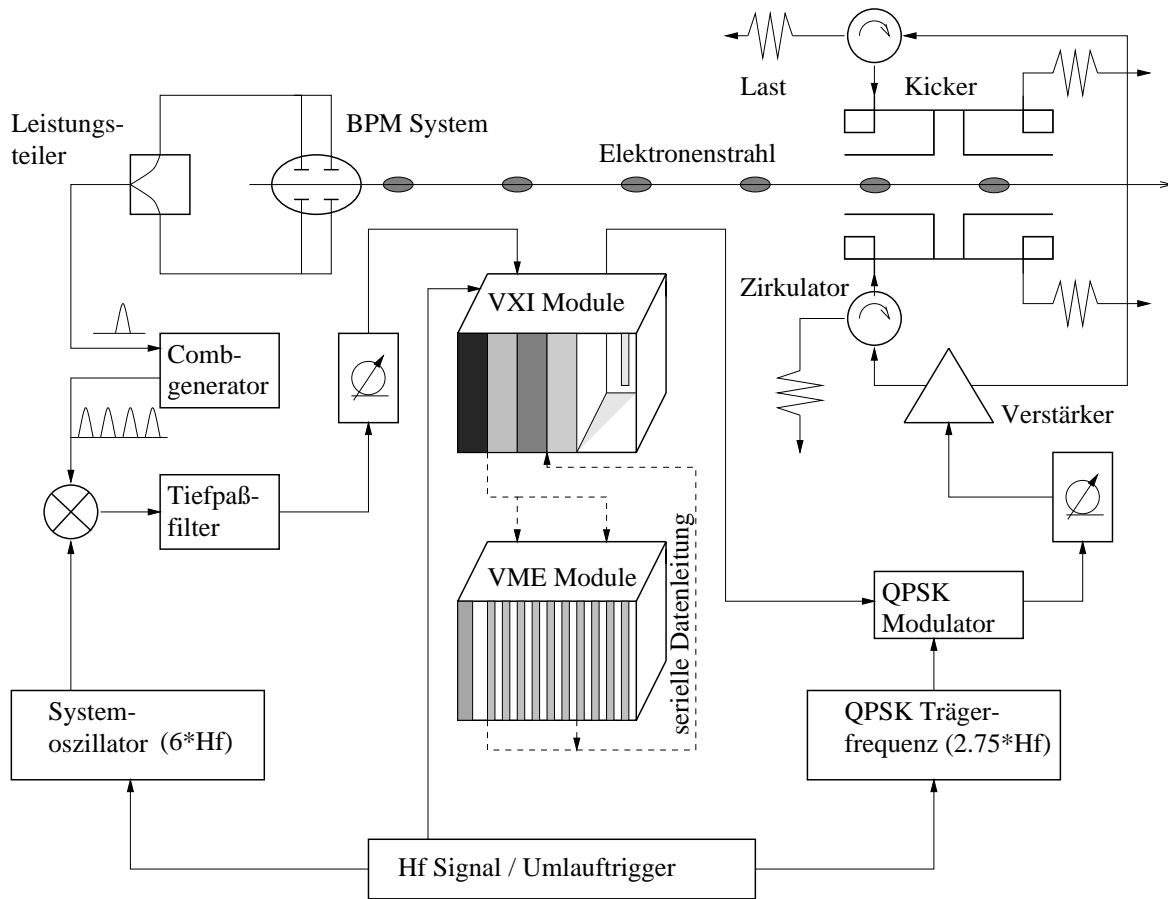 Last
Kicker
Leistungs-
teiler
BPM System
Elektronenstrahl
Zirkulator
VXI Module
Comb-
generator
Verstärker
Tiefpaß-
filter
serielle Datenleitung
VME Module
QPSK
Modulator
System-
oszillator (6*Hf)
QPSK Träger-
frequenz (2.75*Hf)
Hf Signal / Umlauftrigger